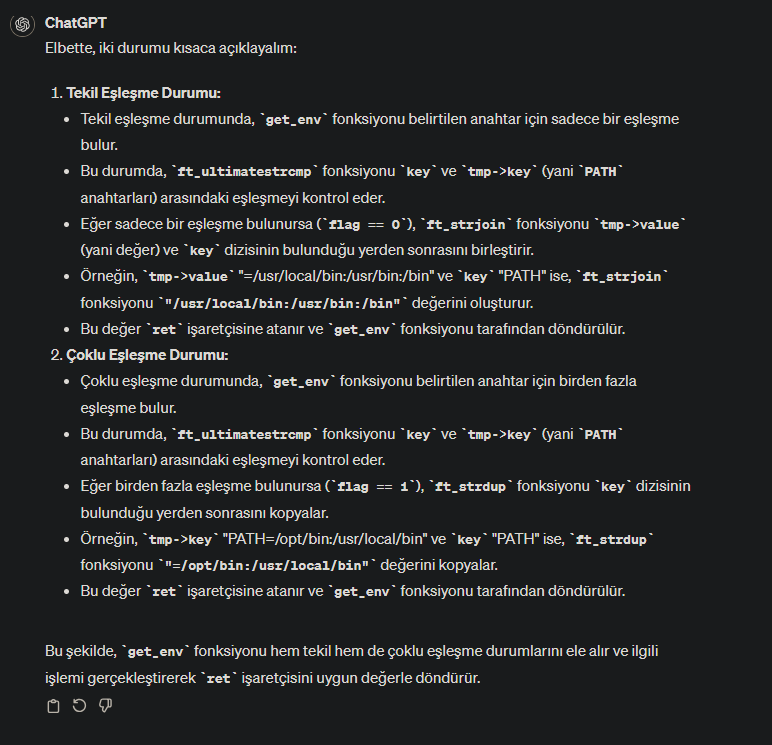 ChatGPT
Elbette, iki durumu kısaca açıklayalım:
1. Tekil Eşleşme Durumu:
• Tekil eşleşme durumunda, `get_env` fonksiyonu belirtilen anahtar için sadece bir eşleşme
bulur.
• Bu durumda, `ft_ultimatestrcmp` fonksiyonu `key` ve `tmp->key` (yani `PATH`
anahtarları) arasındaki eşleşmeyi kontrol eder.
• Eğer sadece bir eşleşme bulunursa (`flag == 0`), `ft_strjoin` fonksiyonu `tmp->value`
(yani değer) ve `key` dizisinin bulunduğu yerden sonrasını birleştirir.
• Örneğin, `tmp->value` "=/usr/local/bin:/usr/bin:/bin" ve `key` "PATH" ise, `ft_strjoin`
fonksiyonu `"/usr/local/bin:/usr/bin:/bin"` değerini oluşturur.
• Bu değer `ret` işaretçisine atanır ve `get_env` fonksiyonu tarafından döndürülür.
2. Çoklu Eşleşme Durumu:
• Çoklu eşleşme durumunda, `get_env` fonksiyonu belirtilen anahtar için birden fazla
eşleşme bulur.
• Bu durumda, `ft_ultimatestrcmp` fonksiyonu `key` ve `tmp->key` (yani `PATH`
anahtarları) arasındaki eşleşmeyi kontrol eder.
• Eğer birden fazla eşleşme bulunursa (`flag == 1`), `ft_strdup` fonksiyonu `key` dizisinin
bulunduğu yerden sonrasını kopyalar.
• Örneğin, `tmp->key` "PATH=/opt/bin:/usr/local/bin" ve `key` "PATH" ise, `ft_strdup`
fonksiyonu `"=/opt/bin:/usr/local/bin"` değerini kopyalar.
• Bu değer `ret` işaretçisine atanır ve `get_env` fonksiyonu tarafından döndürülür.
Bu şekilde, `get_env` fonksiyonu hem tekil hem de çoklu eşleşme durumlarını ele alır ve ilgili
işlemi gerçekleştirerek `ret` işaretçisini uygun değerle döndürür.